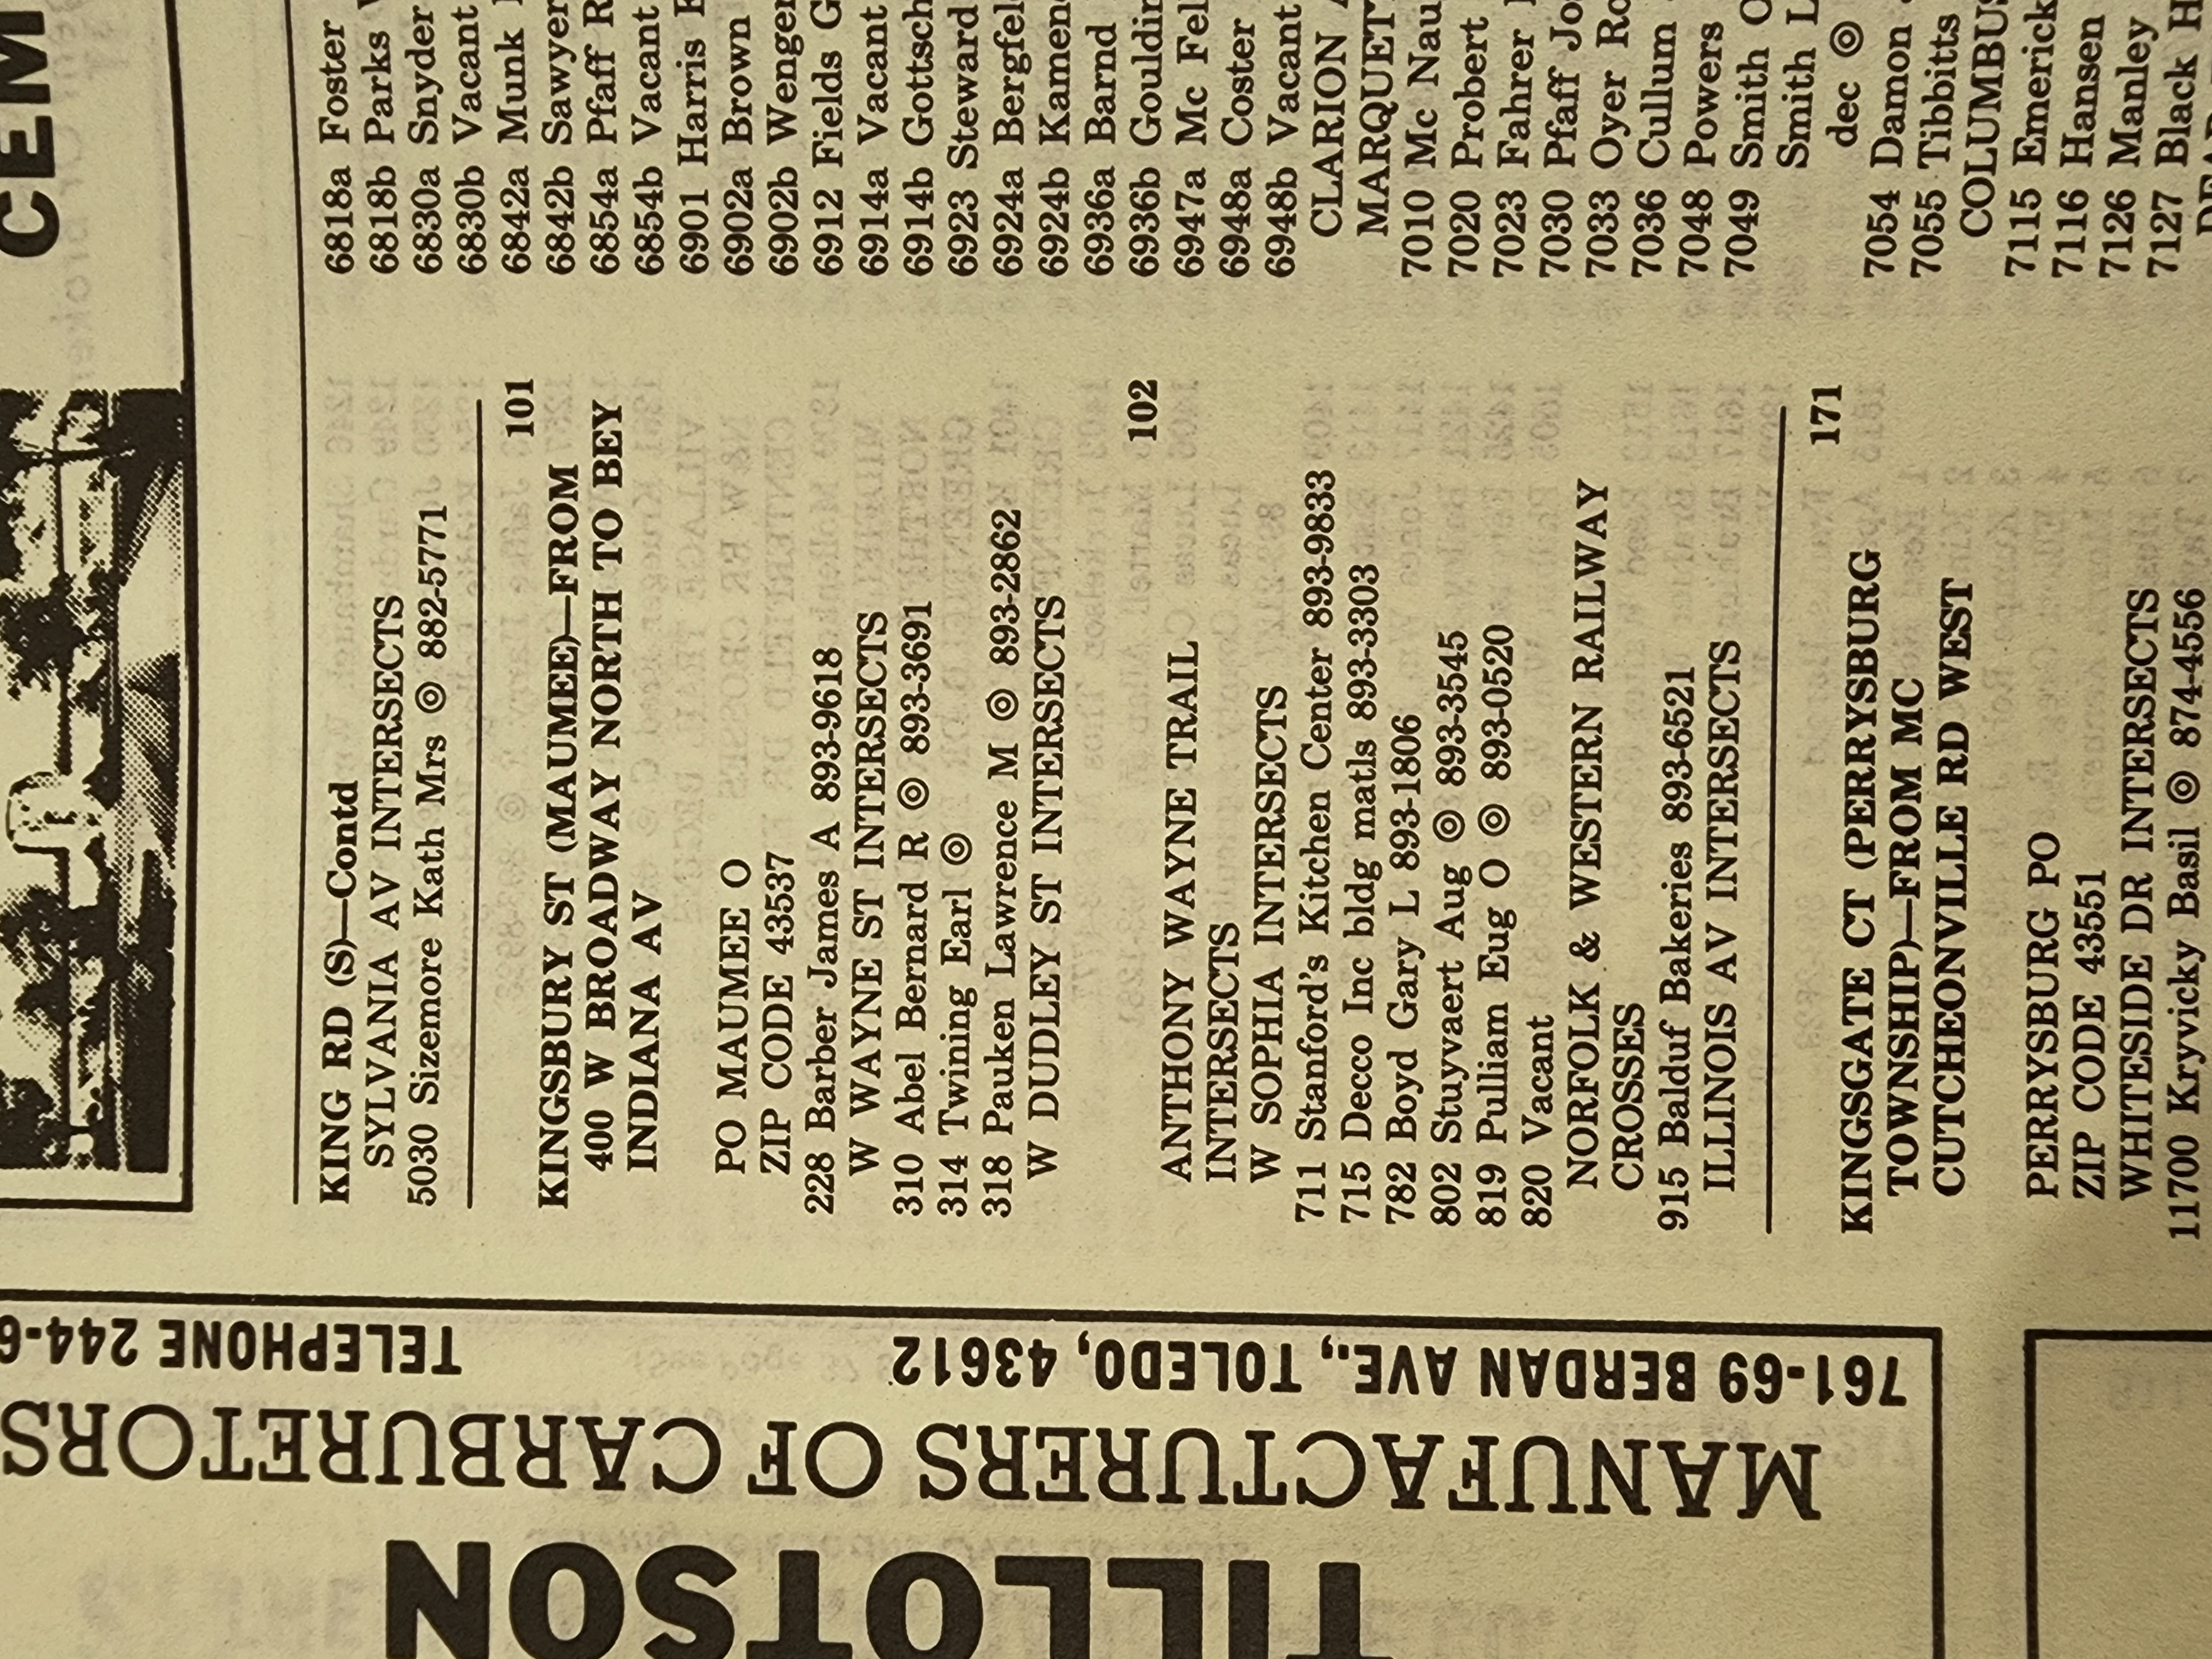 CEM
KING RD (S)—Contd
SYLVANIA AV INTERSECTS
5030 Sizemore Kath Mrs ◎ 882-5771
101
KINGSBURY ST (MAUMEE)—FROM
400 W BROADWAY NORTH TO BEY
INDIANA AV
PO MAUMEE O
ZIP CODE 43537
228 Barber James A 893-9618
W WAYNE ST INTERSECTS
310 Abel Bernard R ◎ 893-3691
314 Twining Earl ◎
318 Pauken Lawrence M ◎ 893-2862
W DUDLEY ST INTERSECTS
102
ANTHONY WAYNE TRAIL
INTERSECTS
W SOPHIA INTERSECTS
711 Stanford's Kitchen Center 893-9833
715 Decco Inc bldg matls 893-3303
782 Boyd Gary L 893-1806
802 Stuyvaert Aug ◎ 893-3545
819 Pulliam Eug O ◎ 893-0520
820 Vacant
NORFOLK & WESTERN RAILWAY
CROSSES
915 Balduf Bakeries 893-6521
ILLINOIS AV INTERSECTS
171
KINGSGATE CT (PERRYSBURG
TOWNSHIP)—FROM MC
CUTCHEONVILLE RD WEST
PERRYSBURG PO
ZIP CODE 43551
WHITESIDE DR INTERSECTS
11700 Kryvicky Basil ◎ 874-4556
6818a Foster
6818b Parks
6830a Snyder
6830b Vacant
6842a Munk
6842b Sawyer
6854a Pfaff R
6854b Vacant
6901 Harris
6902a Brown
6902b Wenger
6912 Fields G
6914a Vacant
6914b Gottsch
6923 Steward
6924a Bergfel
6924b Kamen
6936a Barnd
6936b Gouldin
6947a Mc Fel
6948a Coster
6948b Vacant
CLARION A
MARQUETT
7010 Mc Nau
7020 Probert
7023 Fahrer
7030 Pfaff Jos
7033 Oyer Ro
7036 Cullum
7048 Powers
7049 Smith O
Smith L
dec ◎
7054 Damon
7055 Tibbitts
COLUMBUS
7115 Emerick
7116 Hansen
7126 Manley
7127 Black H
TILLOTSON
MANUFACTURERS OF CARBURETORS
761-69 BERDAN AVE., TOLEDO, 43612
TELEPHONE 244-6